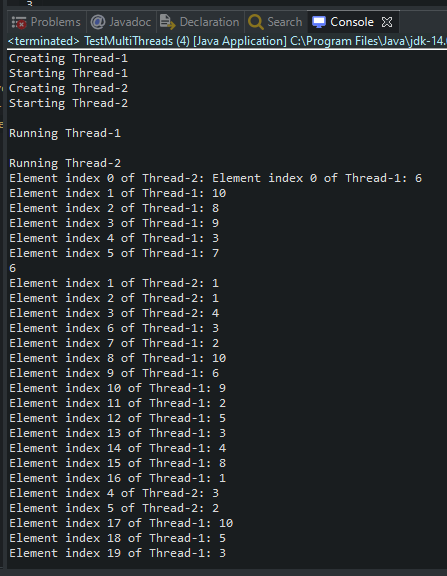 3
Problems Javadoc Declaration Search Console
<terminated> TestMultiThreads (4) [Java Application] C:\Program Files\Java\jdk-14.
Creating Thread-1
Starting Thread-1
Creating Thread-2
Starting Thread-2
Running Thread-1
Running Thread-2
Element index 0 of Thread-2: Element index 0 of Thread-1: 6
Element index 1 of Thread-1: 10
Element index 2 of Thread-1: 8
Element index 3 of Thread-1: 9
Element index 4 of Thread-1: 3
Element index 5 of Thread-1: 7
6
Element index 1 of Thread-2: 1
Element index 2 of Thread-2: 1
Element index 3 of Thread-2: 4
Element index 6 of Thread-1: 3
Element index 7 of Thread-1: 2
Element index 8 of Thread-1: 10
Element index 9 of Thread-1: 6
Element index 10 of Thread-1: 9
Element index 11 of Thread-1: 2
Element index 12 of Thread-1: 5
Element index 13 of Thread-1: 3
Element index 14 of Thread-1: 4
Element index 15 of Thread-1: 8
Element index 16 of Thread-1: 1
Element index 4 of Thread-2: 3
Element index 5 of Thread-2: 2
Element index 17 of Thread-1: 10
Element index 18 of Thread-1: 5
Element index 19 of Thread-1: 3